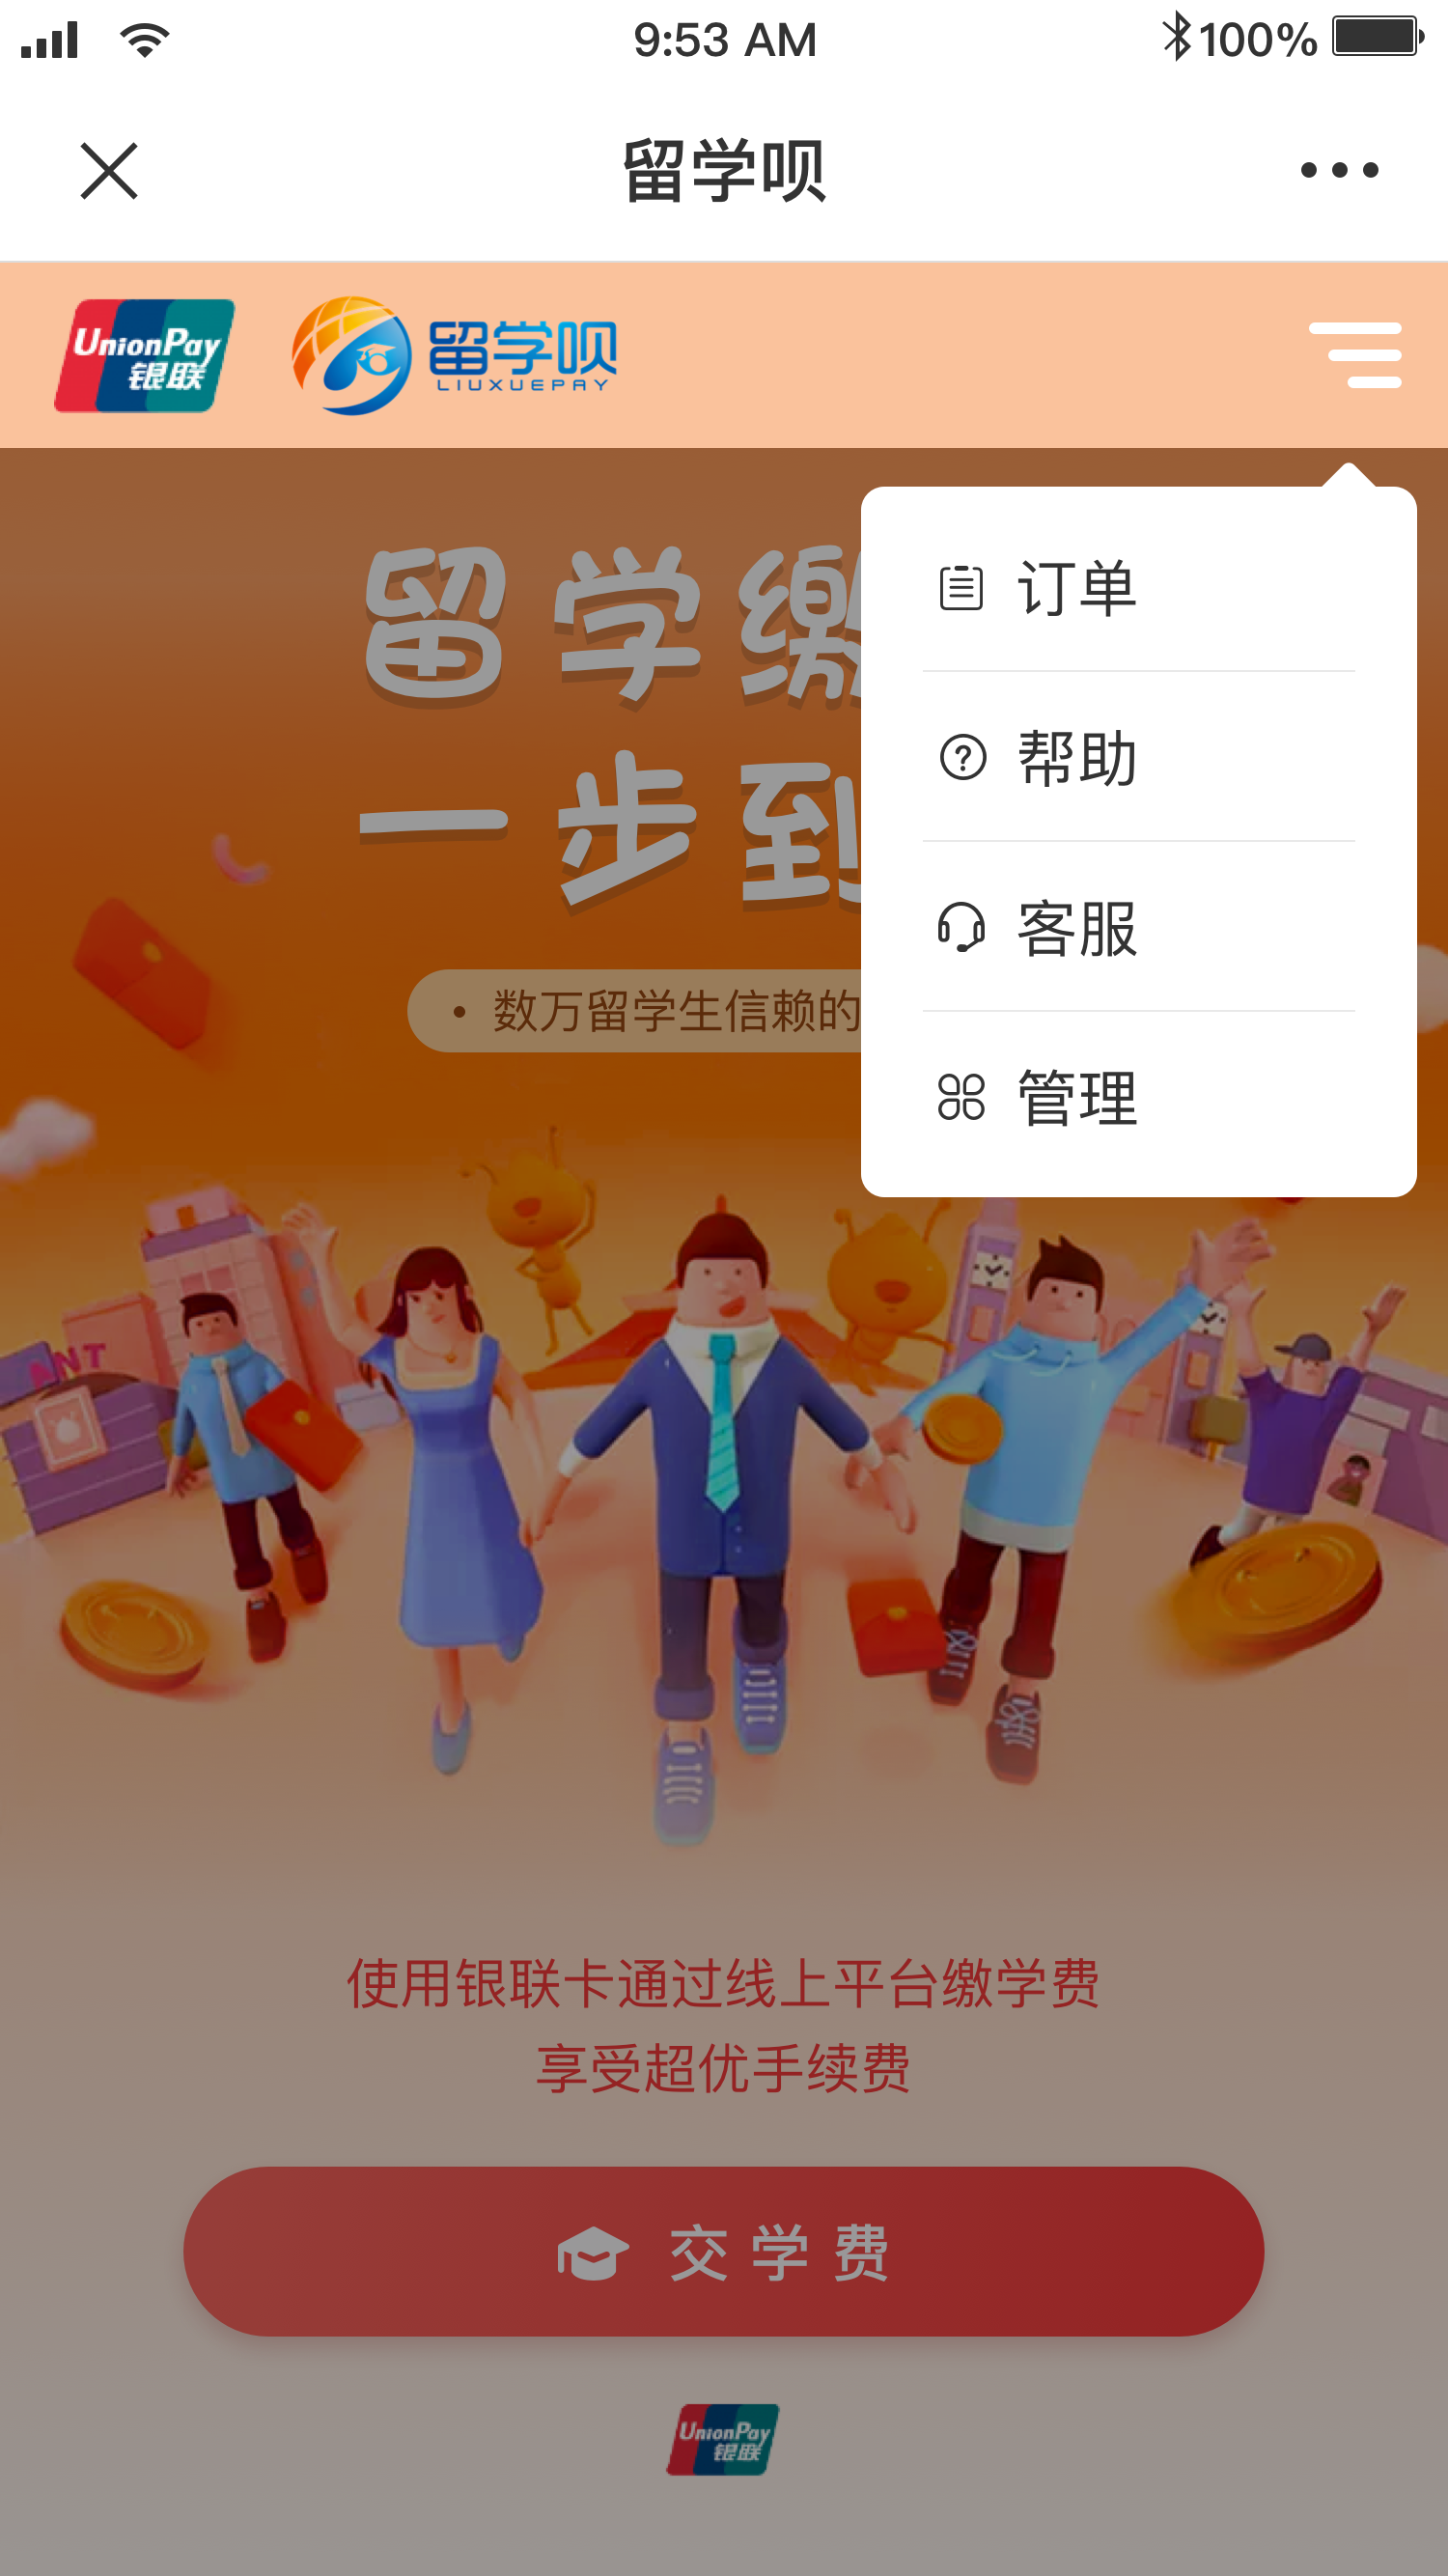 9:53 AM
100%
留学呗
UnionPay
银联
留学呗
LIUXUEPAY
留学缴
一步到
• 数万留学生信赖的
订单
帮助
客服
管理
ANT
使用银联卡通过线上平台缴学费
享受超优手续费
交学费
UnionPay
银联